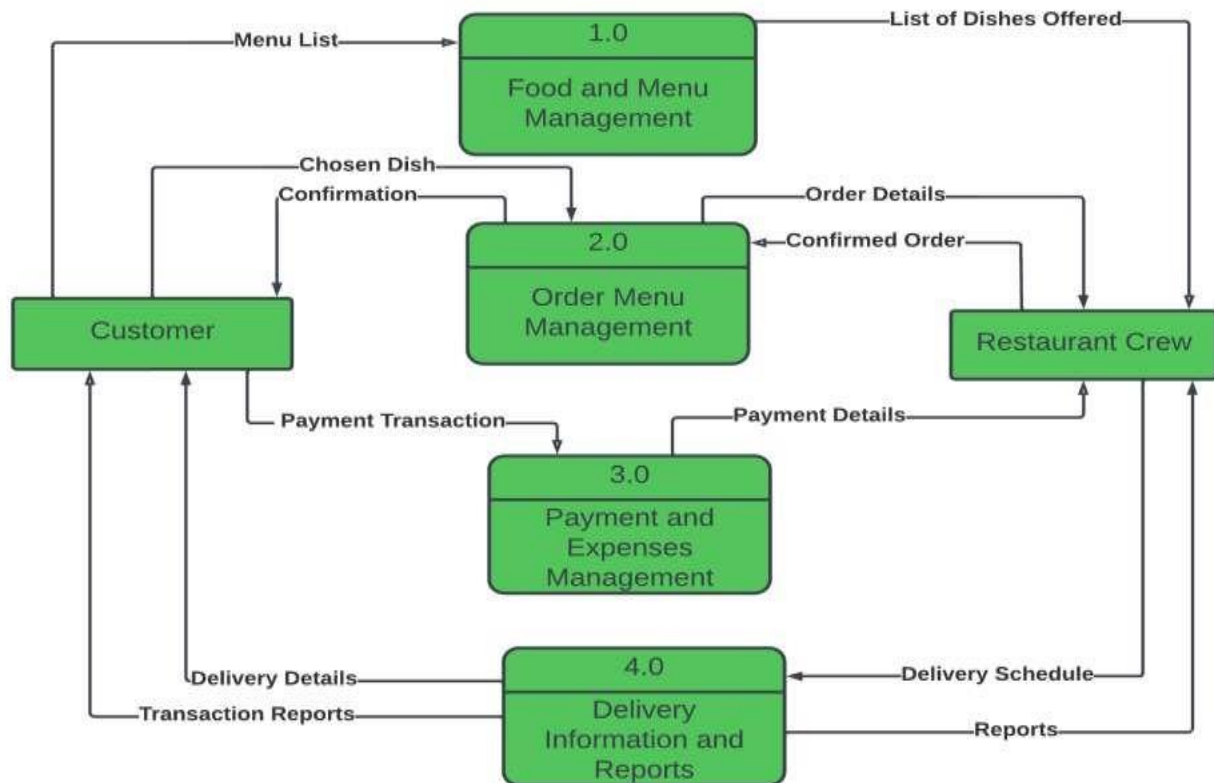 List of Dishes Offered
1.0
Menu List
Food and Menu
Management
Chosen Dish
Confirmation
Order Details
2.0
Confirmed Order
Order Menu
Management
Customer
Restaurant Crew
Payment Transaction
Payment Details
3.0
Payment and
Expenses
Management
4.0
Delivery Details
Delivery Schedule
Transaction Reports
Delivery
Information and
Reports
Reports